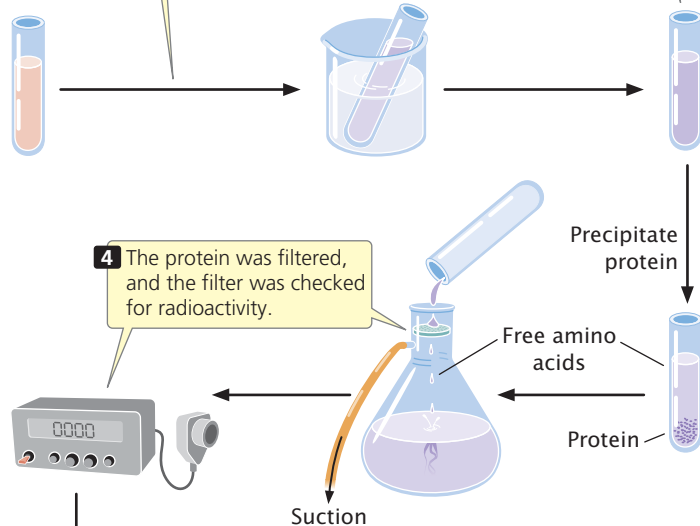 Precipitate
protein
4 The protein was filtered,
and the filter was checked
for radioactivity.
Free amino
acids
0000
Protein
Suction